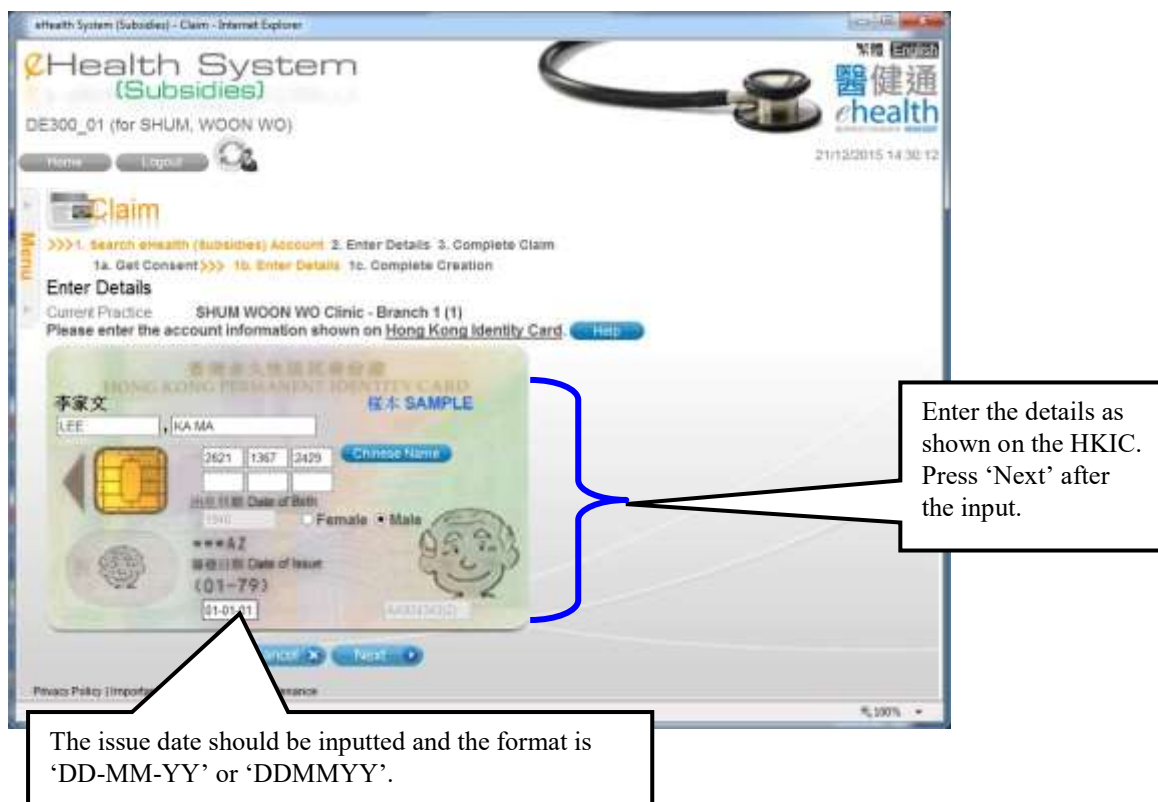 eHealth System (Subsidies) - Claim - Internet Explorer
eHealth System
(Subsidies)
繁體 English
醫健通
ehealth
DE300_01 (for SHUM, WOON WO)
Home Logout
21/12/2015 14:30:12
Menu
Claim
>>>1. Search eHealth (Subsidies) Account 2. Enter Details 3. Complete Claim
1a. Get Consent>>> 1b. Enter Details 1c. Complete Creation
Enter Details
Current Practice SHUM WOON WO Clinic - Branch 1 (1)
Please enter the account information shown on Hong Kong Identity Card. Help
香港永久性居民身份證
HONG KONG PERMANENT IDENTITY CARD
李家文 樣本 SAMPLE
LEE , KA MA
2621 1367 2429 Chinese Name
出生日期 Date of Birth
1940 Female Male
***AZ
簽發日期 Date of Issue
(01-79)
01-01-01
Cancel Next
Privacy Policy
100%
Enter the details as
shown on the HKIC.
Press ‘Next’ after
the input.
The issue date should be inputted and the format is
‘DD-MM-YY’ or ‘DDMMYY’.